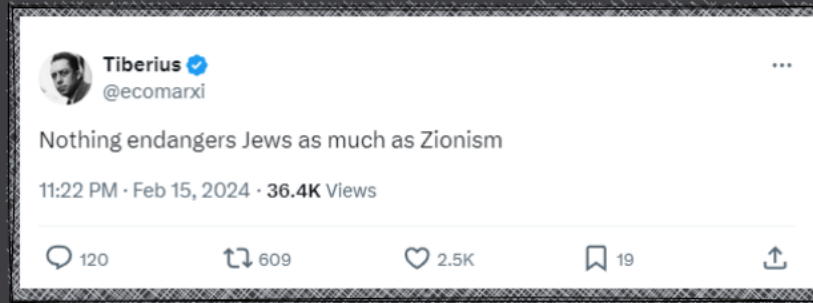 Tiberius
@ecomarxi
Nothing endangers Jews as much as Zionism
11:22 PM · Feb 15, 2024 · 36.4K Views
120 609 2.5K 19